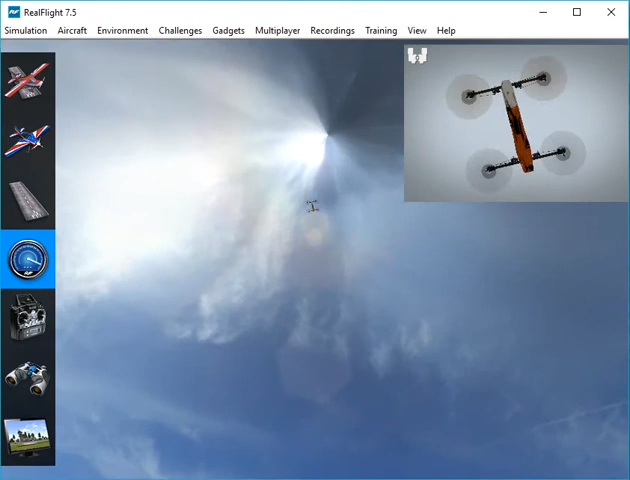 RealFlight 7.5
Simulation Aircraft Environment Challenges Gadgets Multiplayer Recordings Training View Help